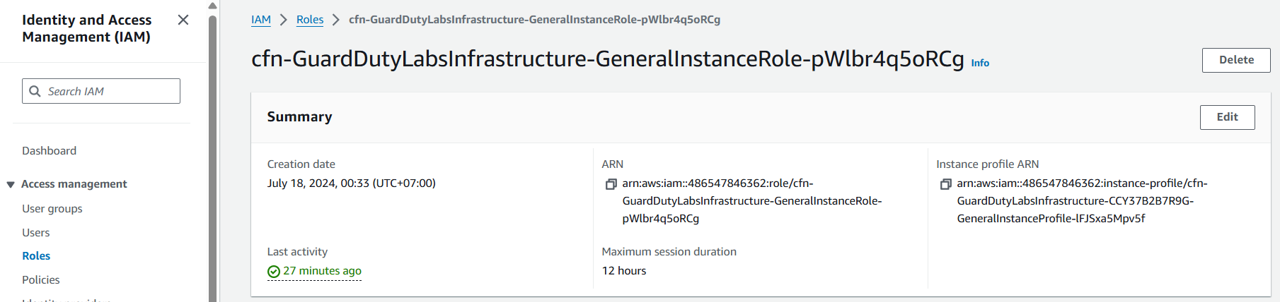 Identity and Access
Management (IAM)
Search IAM
Dashboard
Access management
User groups
Users
Roles
Policies
IAM > Roles > cfn-GuardDutyLabsInfrastructure-GeneralInstanceRole-pWlbr4q5oRCg
cfn-GuardDutyLabsInfrastructure-GeneralInstanceRole-pWlbr4q5oRCg Info
Delete
Summary
Edit
Creation date
July 18, 2024, 00:33 (UTC+07:00)
ARN
arn:aws:iam::486547846362:role/cfn-
GuardDutyLabsInfrastructure-GeneralInstanceRole-
pWlbr4q5oRCg
Instance profile ARN
arn:aws:iam::486547846362:instance-profile/cfn-
GuardDutyLabsInfrastructure-CCY37B2B7R9G-
GeneralInstanceProfile-lFJSxa5Mpv5f
Last activity
27 minutes ago
Maximum session duration
12 hours